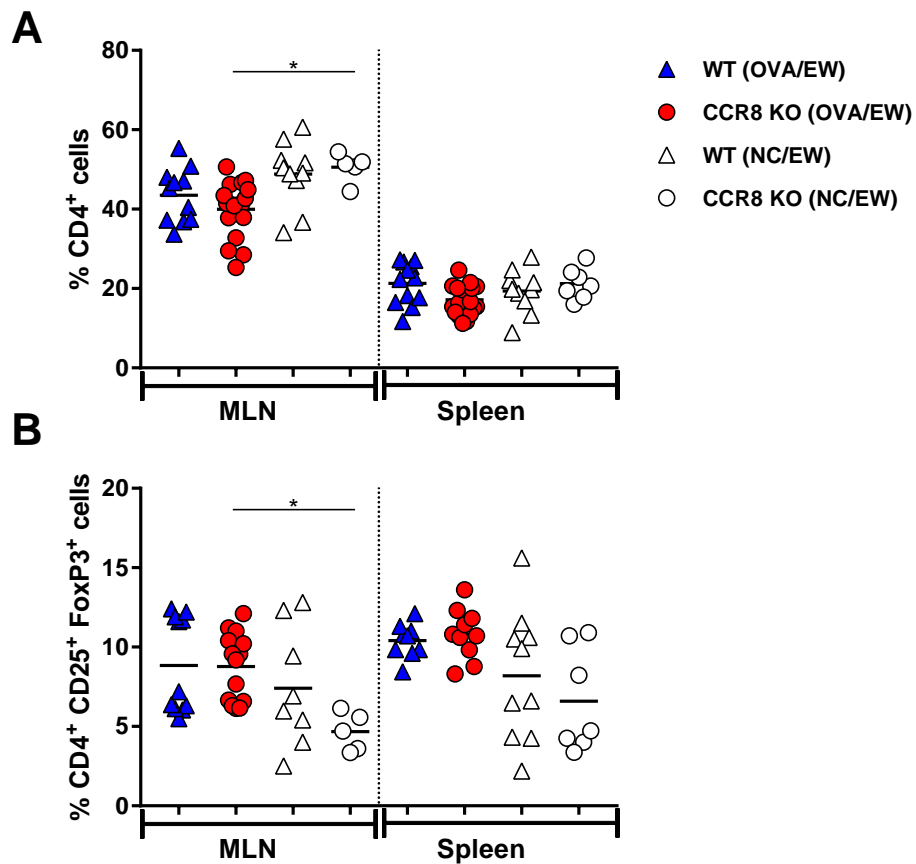 A
% CD4⁺ cells
80
60
40
20
0
*
MLN
Spleen
WT (OVA/EW)
CCR8 KO (OVA/EW)
WT (NC/EW)
CCR8 KO (NC/EW)
B
% CD4⁺ CD25⁺ FoxP3⁺ cells
20
15
10
5
0
*
MLN
Spleen